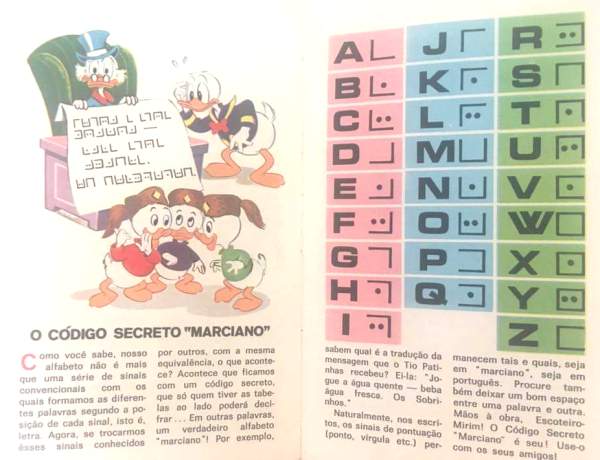 O CÓDIGO SECRETO "MARCIANO"
Como você sabe, nosso
alfabeto não é mais
que uma série de sinais
convencionais com os
quais formamos as diferen-
tes palavras segundo a po-
sição de cada sinal, isto é,
letra. Agora, se trocarmos
êsses sinais conhecidos
por outros, com a mesma
equivalência, o que aconte-
ce? Acontece que ficamos
com um código secreto,
que só quem tiver as tabe-
las ao lado poderá deci-
frar... Em outras palavras,
um verdadeiro alfabeto
"marciano"! Por exemplo,
A
B
C
D
E
F
G
H
I
J
K
L
M
N
O
P
Q
R
S
T
U
V
W
X
Y
Z
sabem qual é a tradução da
mensagem que o Tio Pati-
nhas recebeu? Ei-la: "Jo-
gue a água quente — beba
água fresca. Os Sobri-
nhos."
Naturalmente, nos escri-
tos, os sinais de pontuação
(ponto, vírgula etc.) per-
manecem tais e quais, seja
em "marciano", seja em
português. Procure tam-
bém deixar um bom espaço
entre uma palavra e outra.
Mãos à obra, Escoteiro-
Mirim! O Código Secreto
"Marciano" é seu! Use-o
com os seus amigos!